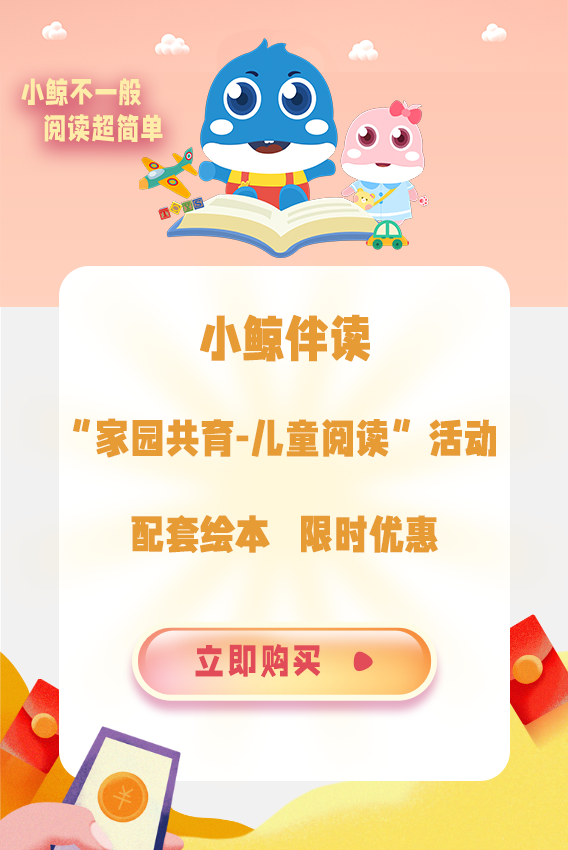 小鲸不一般
阅读超简单
小鲸伴读
”家园共育-儿童阅读”活动
配套绘本 限时优惠
立即购买
¥